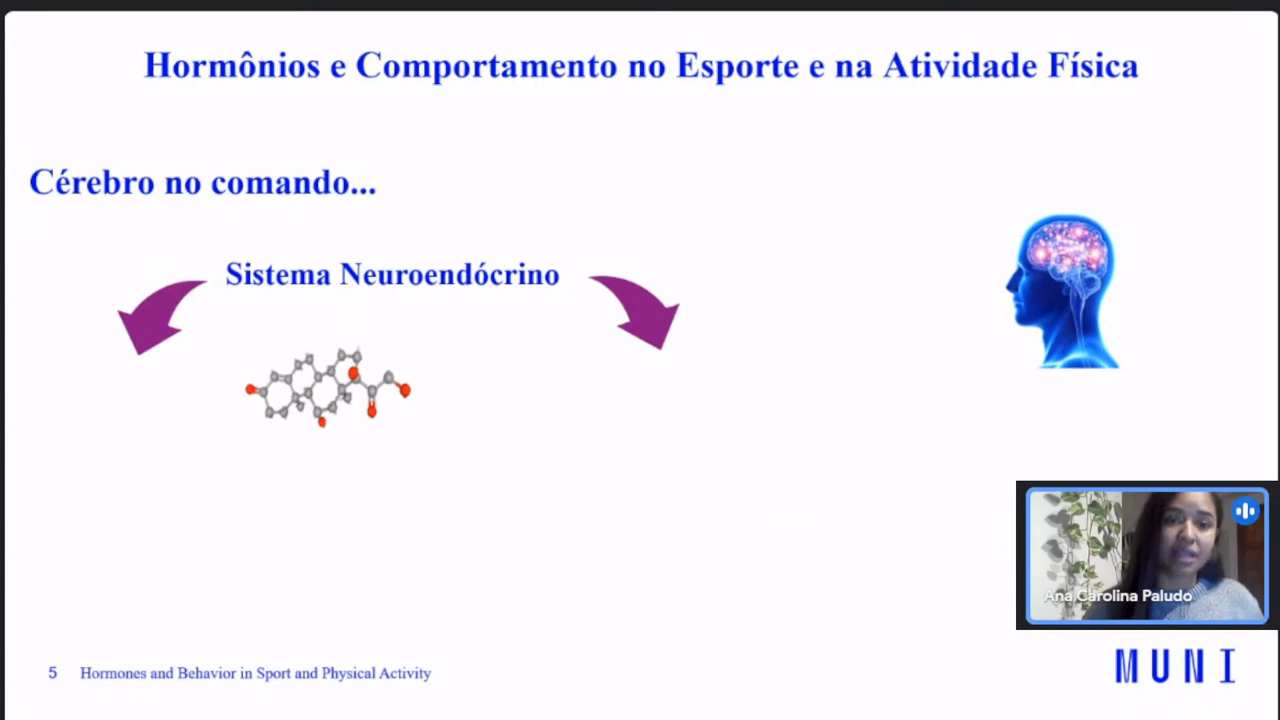 Hormônios e Comportamento no Esporte e na Atividade Física
Cérebro no comando...
Sistema Neuroendócrino
Ana Carolina Paludo
5 Hormones and Behavior in Sport and Physical Activity
MUNI